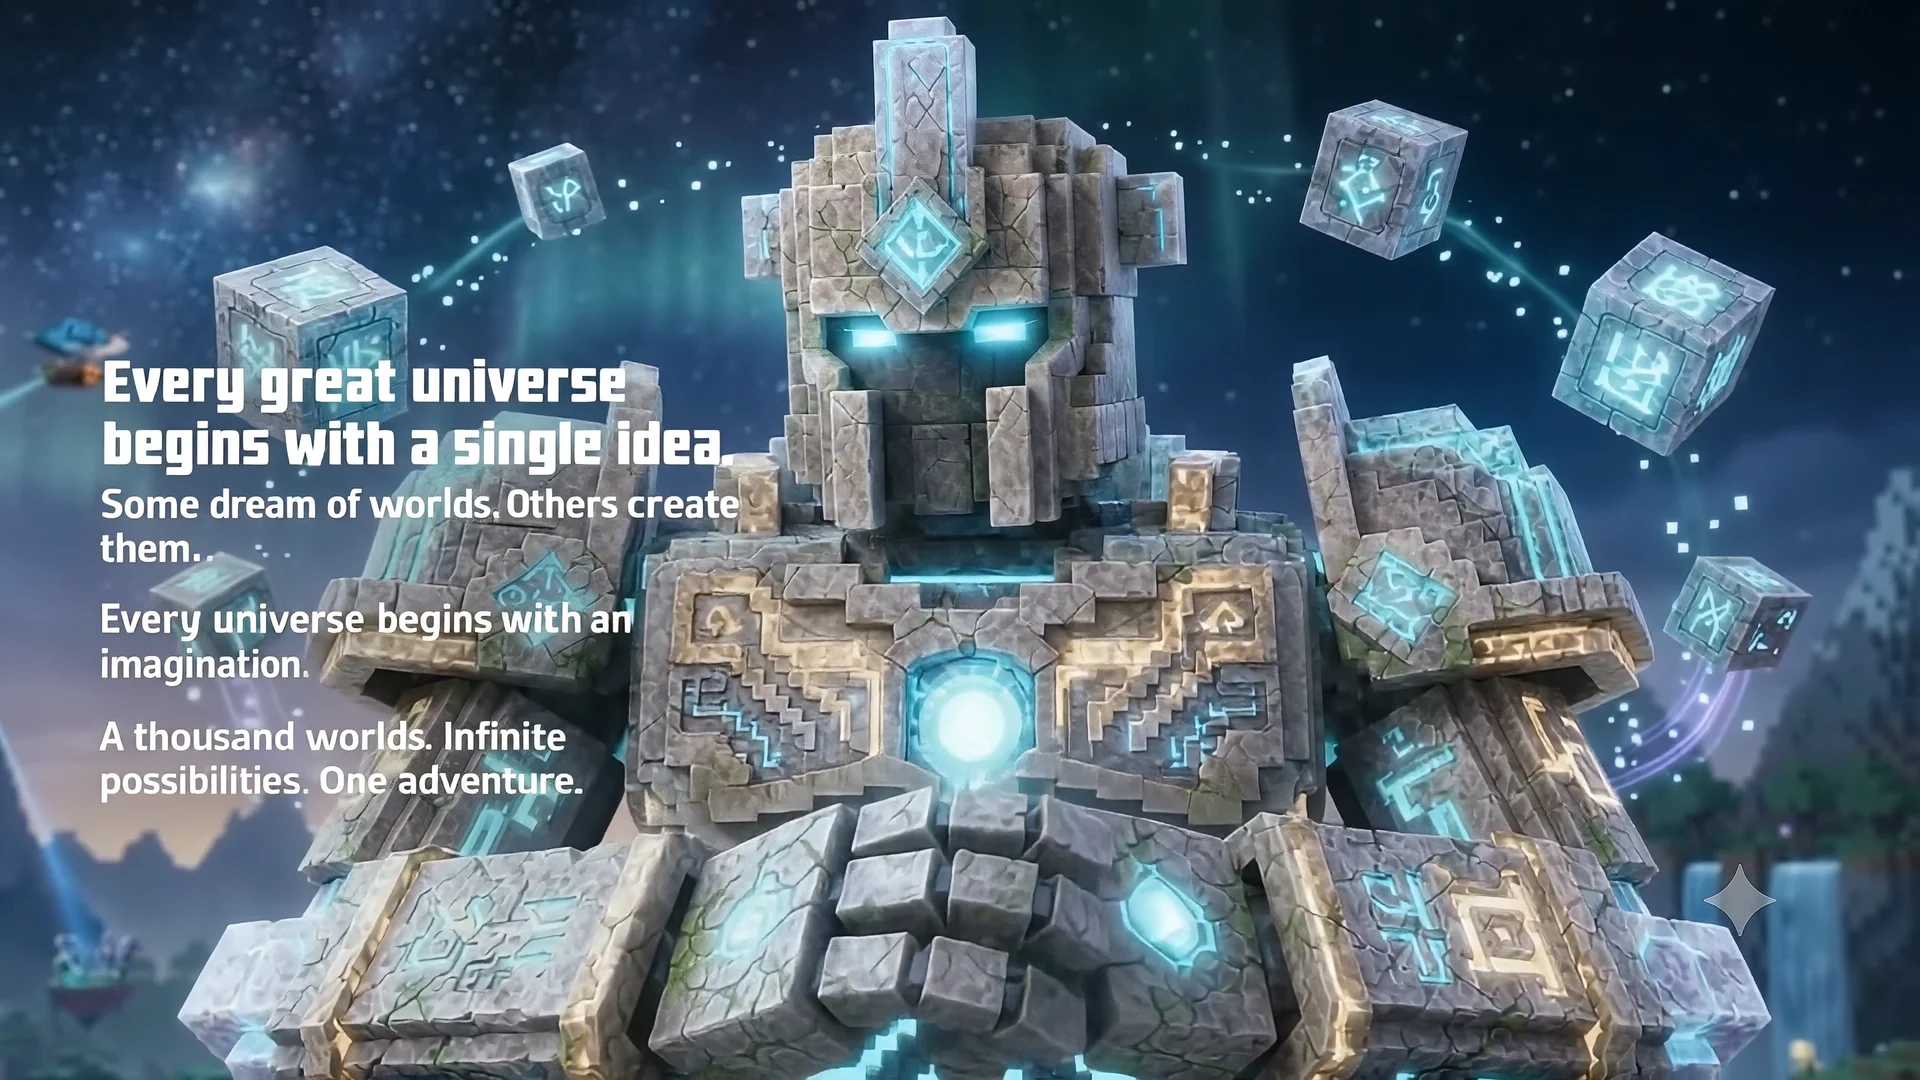 Every great universe
begins with a single idea.
Some dream of worlds. Others create
them..
Every universe begins with an
imagination.
A thousand worlds. Infinite
possibilities. One adventure.